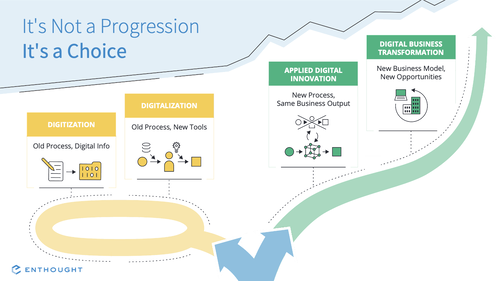 It's Not a Progression
It's a Choice
DIGITIZATION
Old Process, Digital Info
DIGITALIZATION
Old Process, New Tools
APPLIED DIGITAL
INNOVATION
New Process,
Same Business Output
DIGITAL BUSINESS
TRANSFORMATION
New Business Model,
New Opportunities
ENTHOUGHT